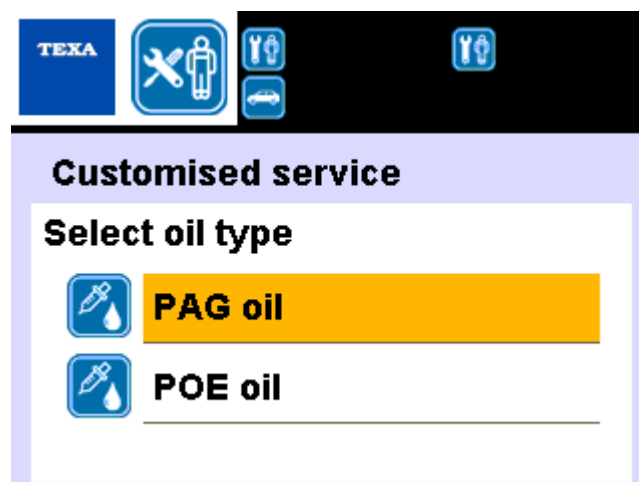 TEXA
Customised service
Select oil type
PAG oil
POE oil